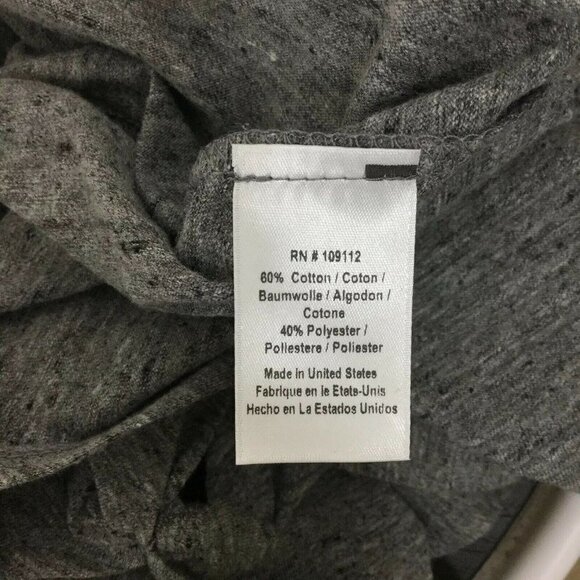 RN # 109112
60% Cotton / Coton /
Baumwolle / Algodon /
Cotone
40% Polyester /
Poliestere / Poliester
Made in United States
Fabrique en le Etats-Unis
Hecho en La Estados Unidos